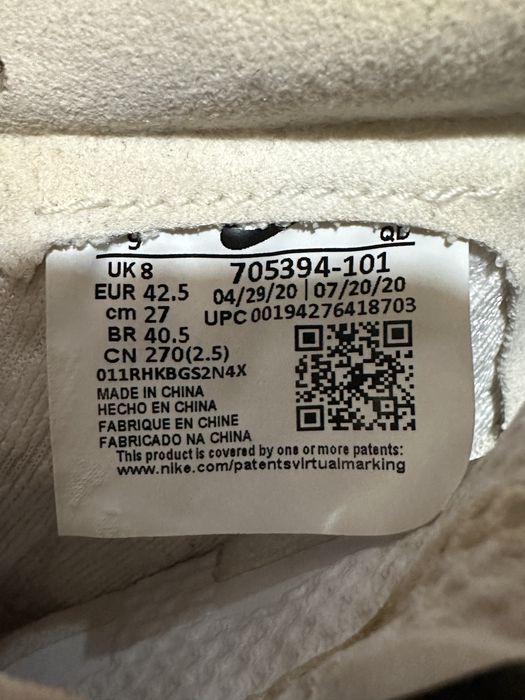 9 QD
UK 8 705394-101
EUR 42.5 04/29/20 | 07/20/20
cm 27 UPC 00194276418703
BR 40.5
CN 270(2.5)
011RHKBGS2N4X
MADE IN CHINA
HECHO EN CHINA
FABRIQUE EN CHINE
FABRICADO NA CHINA
This product is covered by one or more patents:
www.nike.com/patentsvirtualmarking